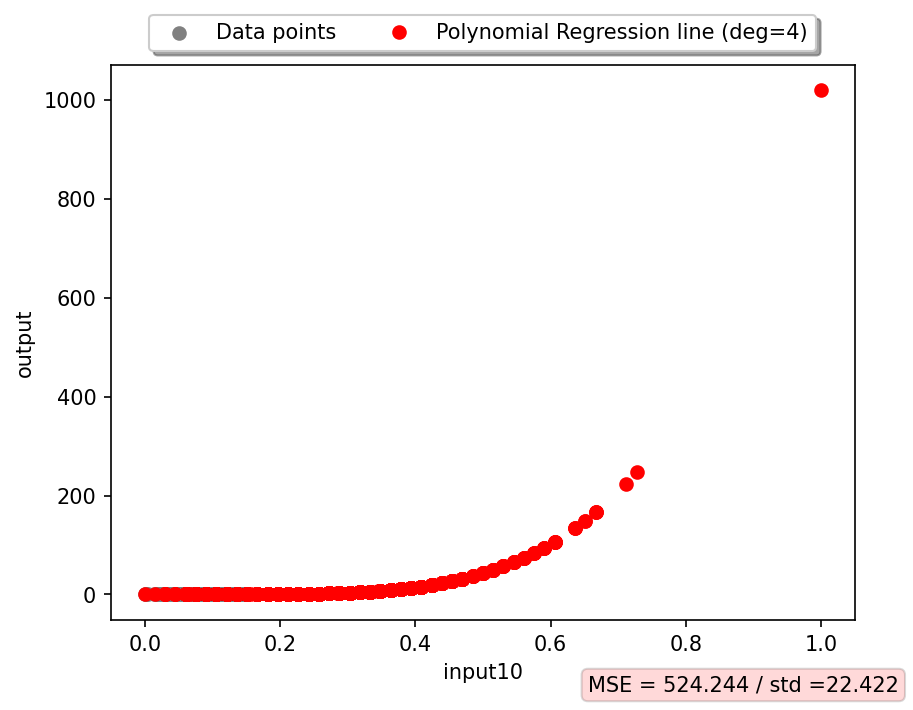 Data points
Polynomial Regression line (deg=4)
1000
800
600
400
200
0
output
0.0
0.2
0.4
0.6
0.8
1.0
input10
MSE = 524.244 / std =22.422